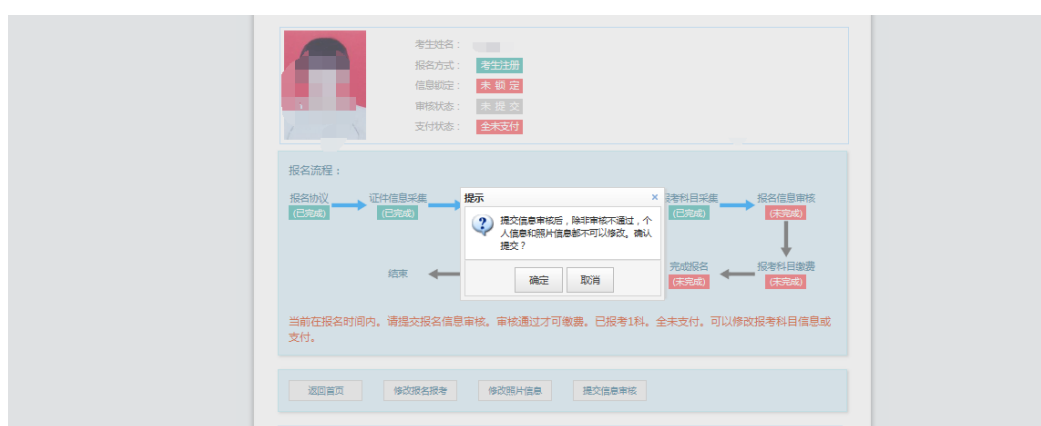 考生姓名：
报名方式： 考生注册
信息锁定： 未 锁 定
审核状态： 未 提 交
支付状态： 全未支付
报名流程：
报名协议
(已完成)
证件信息采集
(已完成)
提示 ×
提交信息审核后，除非审核不通过，个
人信息和照片信息都不可以修改。确认
提交？
确定 取消
考科目采集
(已完成)
报名信息审核
(未完成)
结束
完成报名
(未完成)
报考科目缴费
(未完成)
当前在报名时间内。请提交报名信息审核。审核通过才可缴费。已报考1科。全未支付。可以修改报考科目信息或
支付。
返回首页 修改报名报考 修改照片信息 提交信息审核